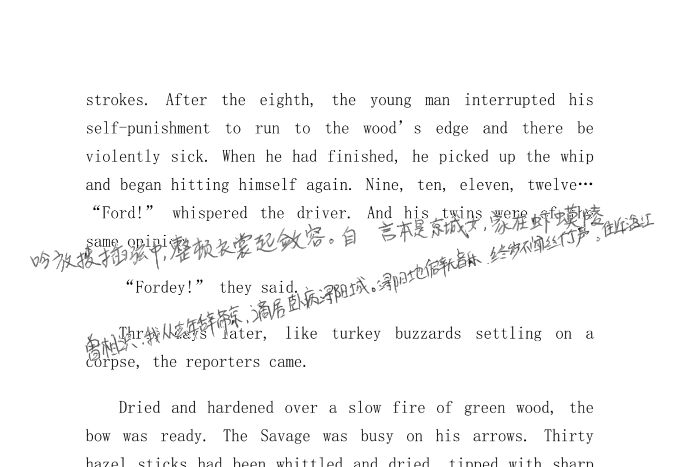 strokes. After the eighth, the young man interrupted his
self-punishment to run to the wood's edge and there be
violently sick. When he had finished, he picked up the whip
and began hitting himself again. Nine, ten, eleven, twelve…
“Ford!” whispered the driver. And his twins were of
same opinion
吟放拨插弦中,整顿衣裳起敛容。自言本是京城女,家在虾蟆陵
“Fordey!” they said.
曾相识,我从去年辞帝京,谪居卧病浔阳城。浔阳地僻无音乐,终岁不闻丝竹声,住近湓江
Three days later, like turkey buzzards settling on a
corpse, the reporters came.
Dried and hardened over a slow fire of green wood, the
bow was ready. The Savage was busy on his arrows. Thirty
hazel sticks had been whittled and dried, tipped with sharp